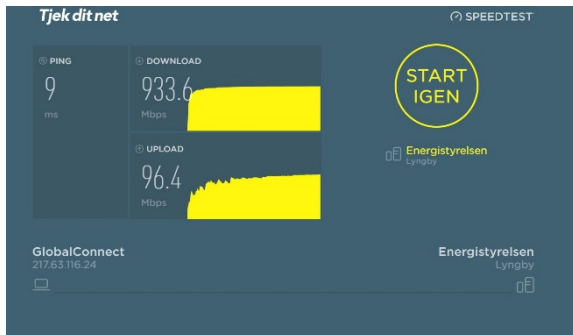 Tjek dit net
SPEEDTEST
PING
9
ms
DOWNLOAD
933.6
Mbps
UPLOAD
96.4
Mbps
START
IGEN
Energistyrelsen
Lyngby
GlobalConnect
217.63.116.24
Energistyrelsen
Lyngby